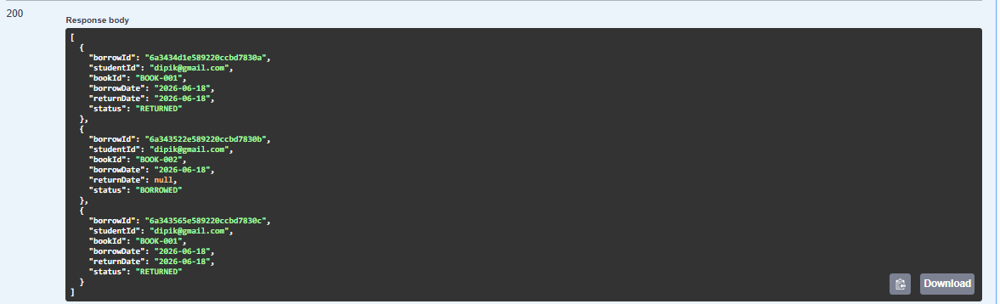 200
Response body
[
  {
    "borrowId": "6a3434d1e589220ccbd7830a",
    "studentId": "dipik@gmail.com",
    "bookId": "BOOK-001",
    "borrowDate": "2026-06-18",
    "returnDate": "2026-06-18",
    "status": "RETURNED"
  },
  {
    "borrowId": "6a343522e589220ccbd7830b",
    "studentId": "dipik@gmail.com",
    "bookId": "BOOK-002",
    "borrowDate": "2026-06-18",
    "returnDate": null,
    "status": "BORROWED"
  },
  {
    "borrowId": "6a343565e589220ccbd7830c",
    "studentId": "dipik@gmail.com",
    "bookId": "BOOK-001",
    "borrowDate": "2026-06-18",
    "returnDate": "2026-06-18",
    "status": "RETURNED"
  }
]
Download